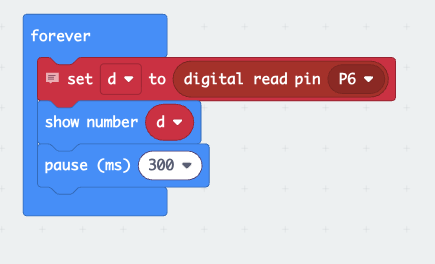 forever
set d to digital read pin P6
show number d
pause (ms) 300